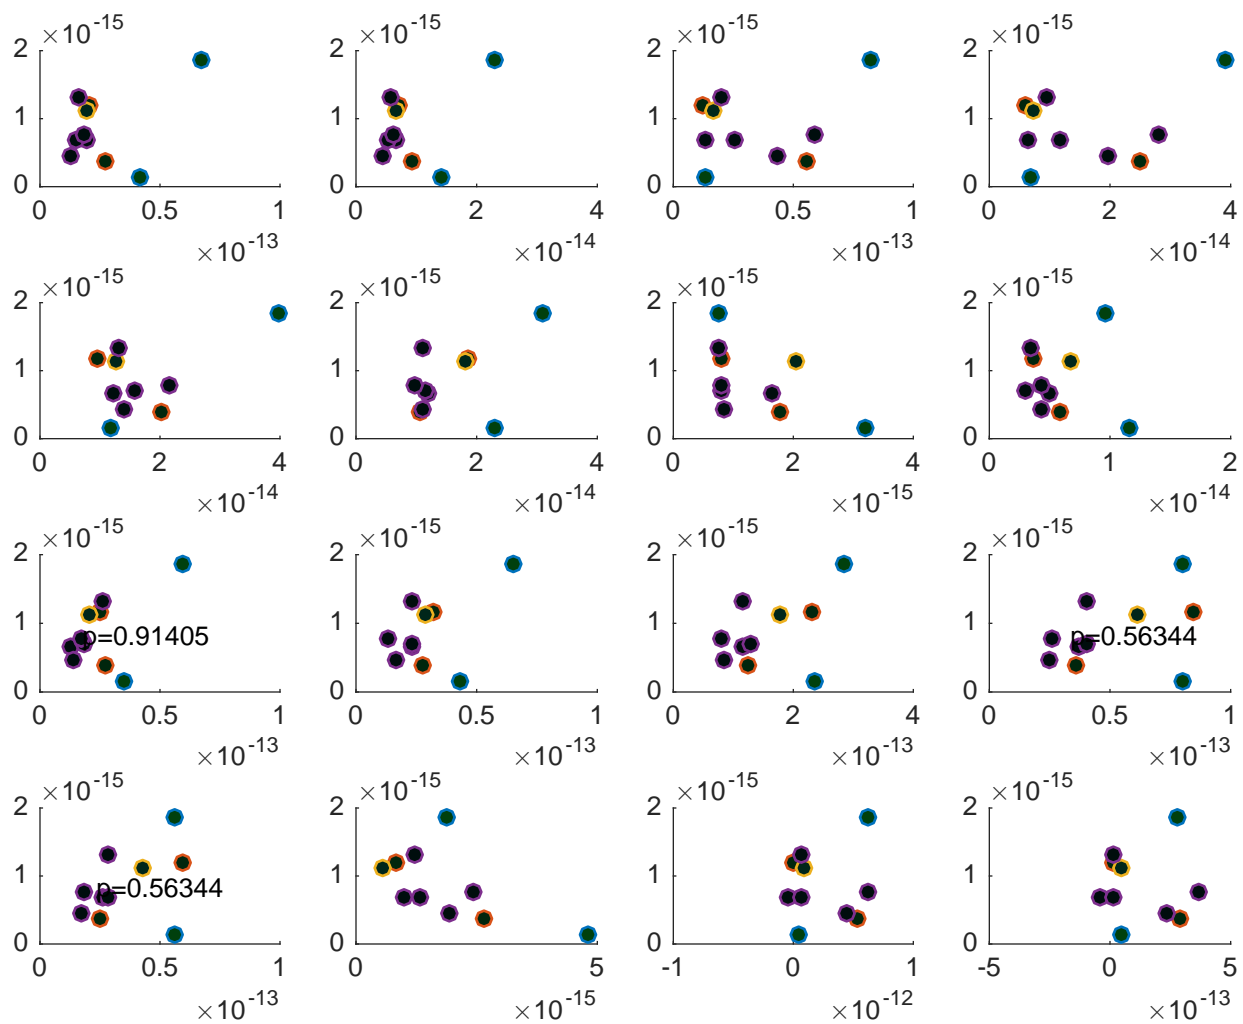 ×10-15 ×10-15 ×10-15 ×10-15
2 2 2 2
1 1 1 1
0 0 0 0
0 0.5 1 0 2 4 0 0.5 1 0 2 4
×10-13 ×10-14 ×10-13 ×10-14
×10-15 ×10-15 ×10-15 ×10-15
2 2 2 2
1 1 1 1
0 0 0 0
0 2 4 0 2 4 0 2 4 0 1 2
×10-14 ×10-14 ×10-15 ×10-14
×10-15 ×10-15 ×10-15 ×10-15
2 2 2 2
1 1 1 1
p=0.91405 p=0.56344
0 0 0 0
0 0.5 1 0 0.5 1 0 2 4 0 0.5 1
×10-13 ×10-13 ×10-13 ×10-13
×10-15 ×10-15 ×10-15 ×10-15
2 2 2 2
1 1 1 1
p=0.56344
0 0 0 0
0 0.5 1 0 5 -1 0 1 -5 0 5
×10-13 ×10-15 ×10-12 ×10-13